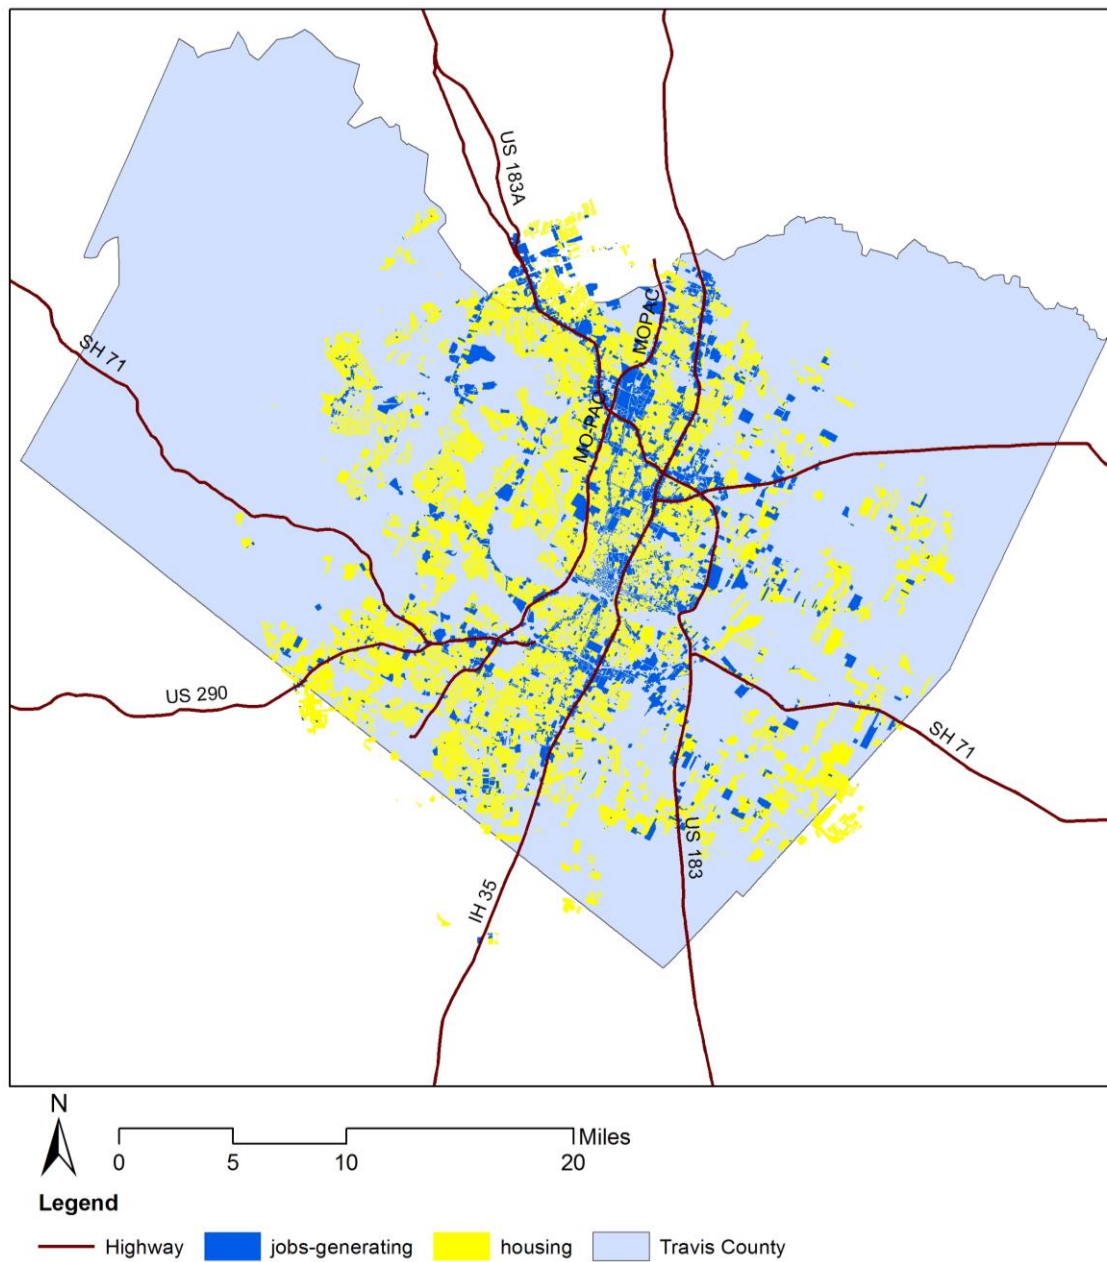 US 183A
MOPAC
SH 71
MO-PAC
US 290
SH 71
US 183
IH 35
N
Miles
0 5 10 20
Legend
Highway jobs-generating housing Travis County